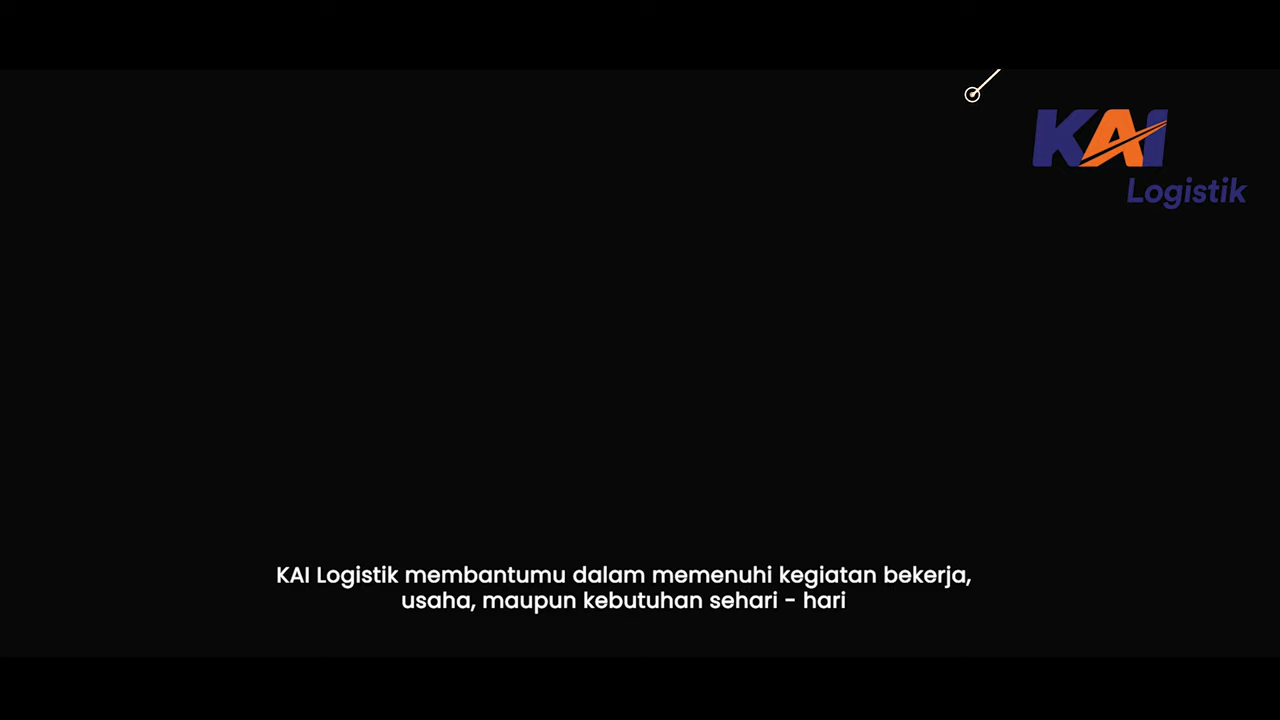 KAI
Logistik
KAI Logistik membantumu dalam memenuhi kegiatan bekerja,
usaha, maupun kebutuhan sehari - hari